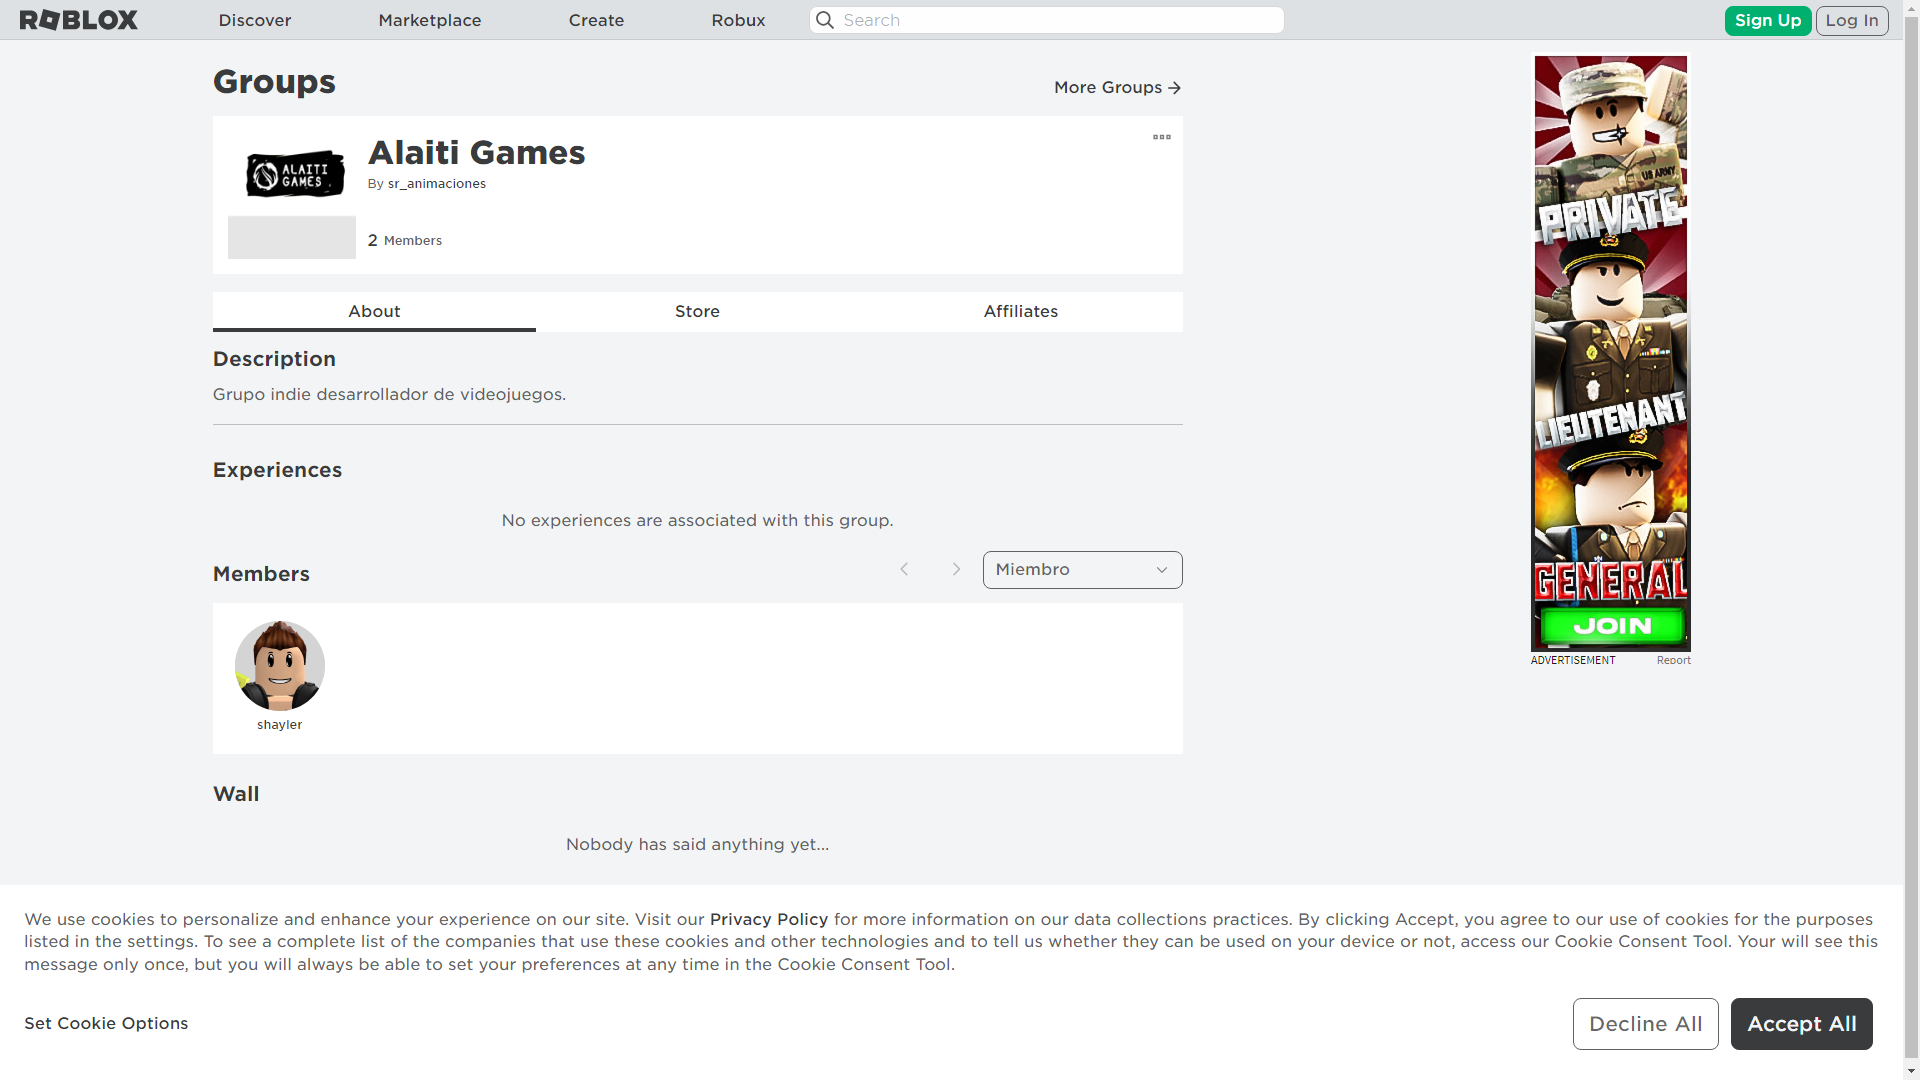 ROBLOX
Discover
Marketplace
Create
Robux
Search
Sign Up
Log In
Groups
More Groups
ALAITI
GAMES
Alaiti Games
By sr_animaciones
2 Members
About
Store
Affiliates
Description
Grupo indie desarrollador de videojuegos.
Experiences
No experiences are associated with this group.
Members
Miembro
shayler
Wall
Nobody has said anything yet...
US ARMY
PRIVATE
LIEUTENANT
GENERAL
JOIN
ADVERTISEMENT
Report
We use cookies to personalize and enhance your experience on our site. Visit our Privacy Policy for more information on our data collections practices. By clicking Accept, you agree to our use of cookies for the purposes
listed in the settings. To see a complete list of the companies that use these cookies and other technologies and to tell us whether they can be used on your device or not, access our Cookie Consent Tool. Your will see this
message only once, but you will always be able to set your preferences at any time in the Cookie Consent Tool.
Set Cookie Options
Decline All
Accept All